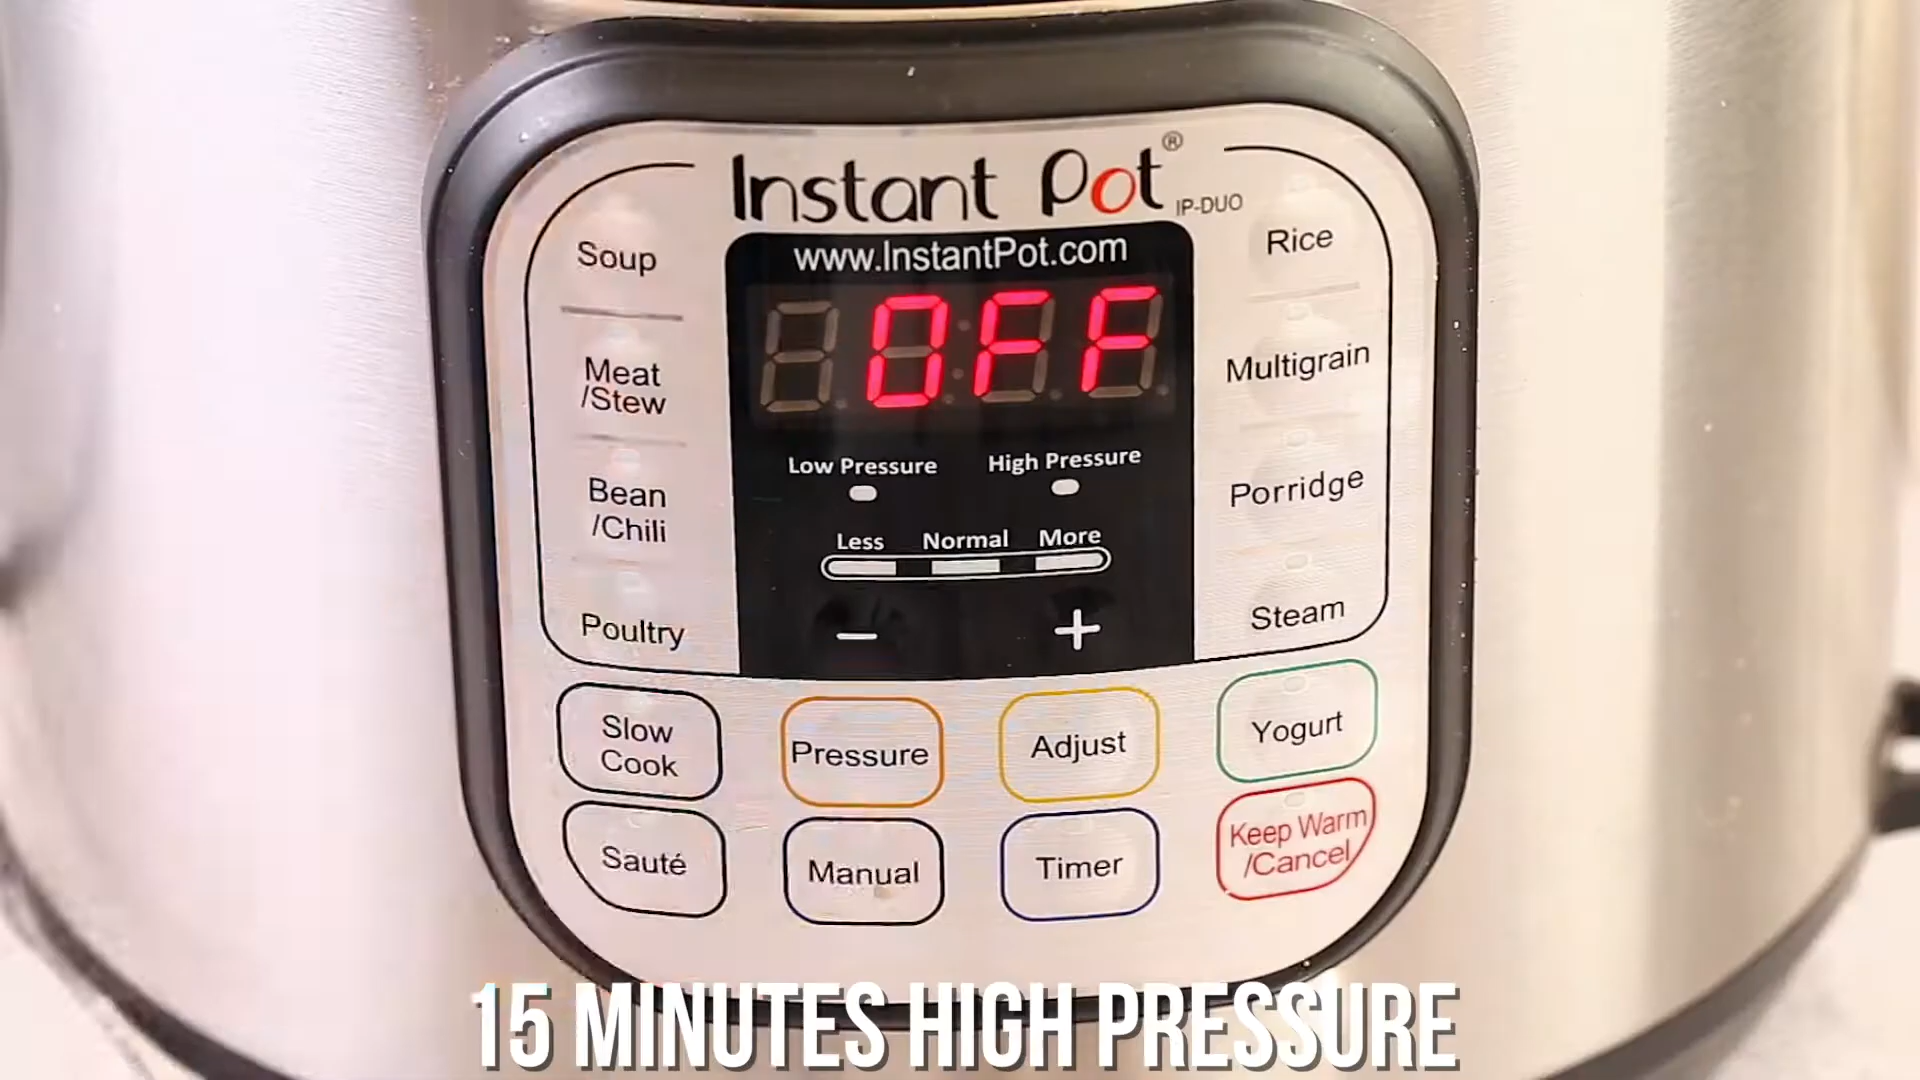 Instant Pot®
IP-DUO
www.InstantPot.com
OFF
Soup
Meat
/Stew
Bean
/Chili
Poultry
Low Pressure
High Pressure
Less Normal More
− +
Rice
Multigrain
Porridge
Steam
Slow
Cook
Pressure
Adjust
Yogurt
Sauté
Manual
Timer
Keep Warm
/Cancel
15 MINUTES HIGH PRESSURE